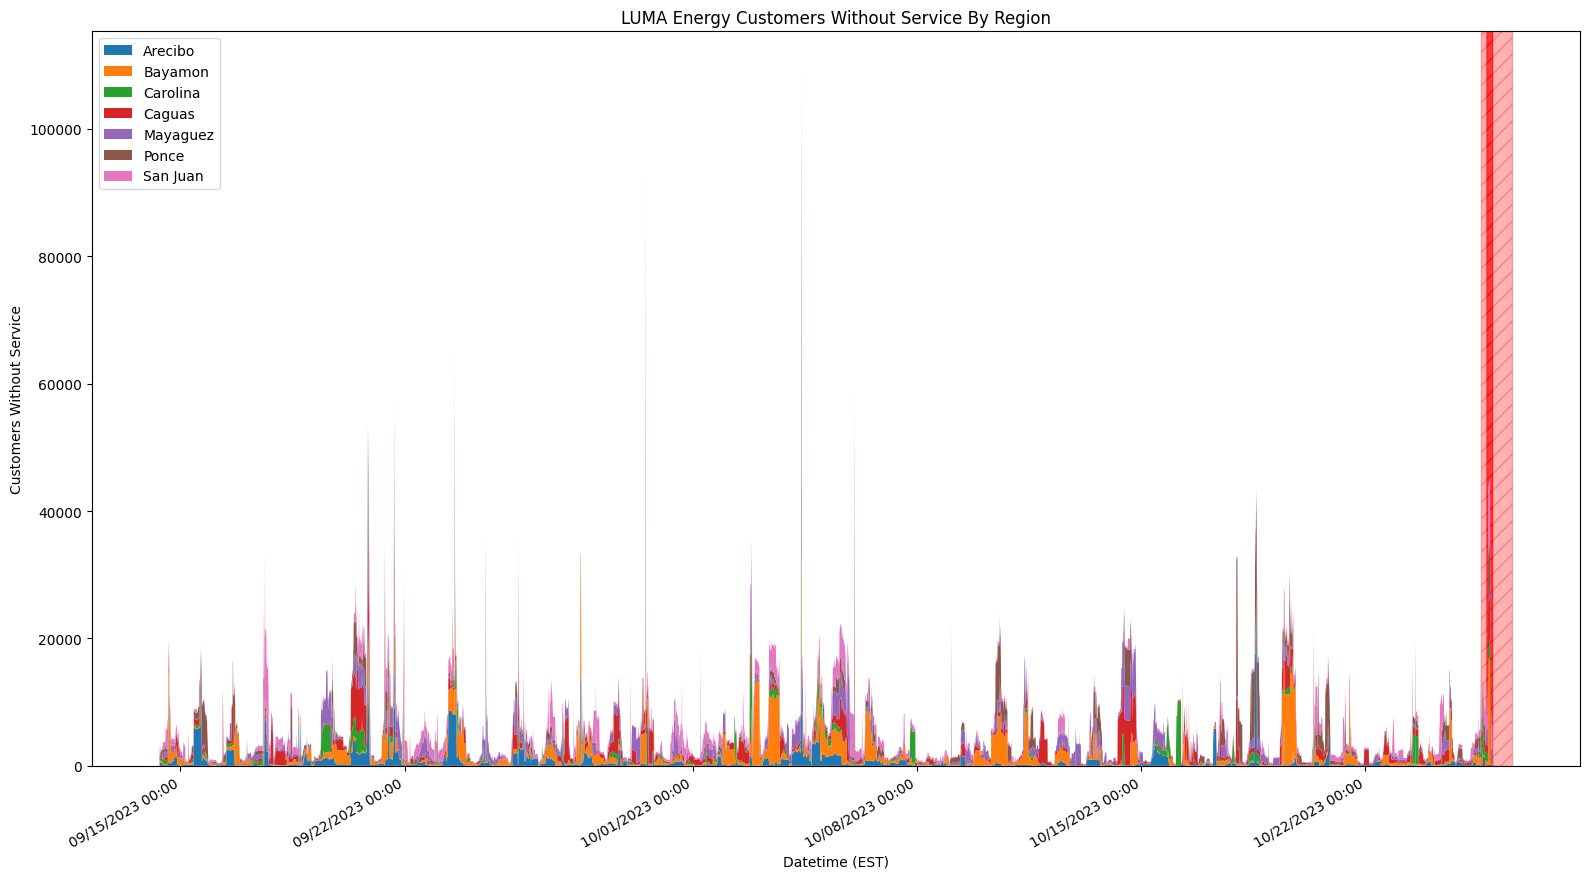 LUMA Energy Customers Without Service By Region
Arecibo
Bayamon
Carolina
Caguas
Mayaguez
Ponce
San Juan
100000
80000
60000
40000
20000
0
Customers Without Service
09/15/2023 00:00
09/22/2023 00:00
10/01/2023 00:00
10/08/2023 00:00
10/15/2023 00:00
10/22/2023 00:00
Datetime (EST)